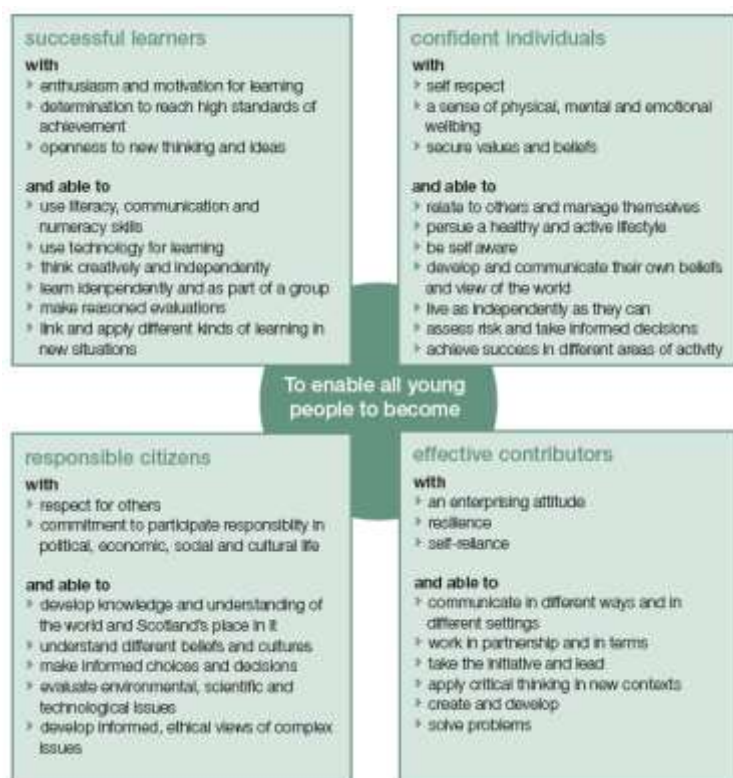 successful learners
with
enthusiasm and motivation for learning
determination to reach high standards of
achievement
openness to new thinking and ideas
and able to
use literacy, communication and
numeracy skills
use technology for learning
think creatively and independently
learn idenpendently and as part of a group
make reasoned evaluations
link and apply different kinds of learning in
new situations
confident individuals
with
self respect
a sense of physical, mental and emotional
wellbing
secure values and beliefs
and able to
relate to others and manage themselves
persue a healthy and active lifestyle
be self aware
develop and communicate their own beliefs
and view of the world
live as independently as they can
assess risk and take informed decisions
achieve success in different areas of activity
To enable all young
people to become
responsible citizens
with
respect for others
commitment to participate responsiblity in
political, economic, social and cultural life
and able to
develop knowledge and understanding of
the world and Scotland's place in it
understand different beliefs and cultures
make informed choices and decisions
evaluate environmental, scientific and
technological issues
develop informed, ethical views of complex
issues
effective contributors
with
an enterprising attitude
resilience
self-reliance
and able to
communicate in different ways and in
different settings
work in partnership and in terms
take the initiative and lead
apply critical thinking in new contexts
create and develop
solve problems